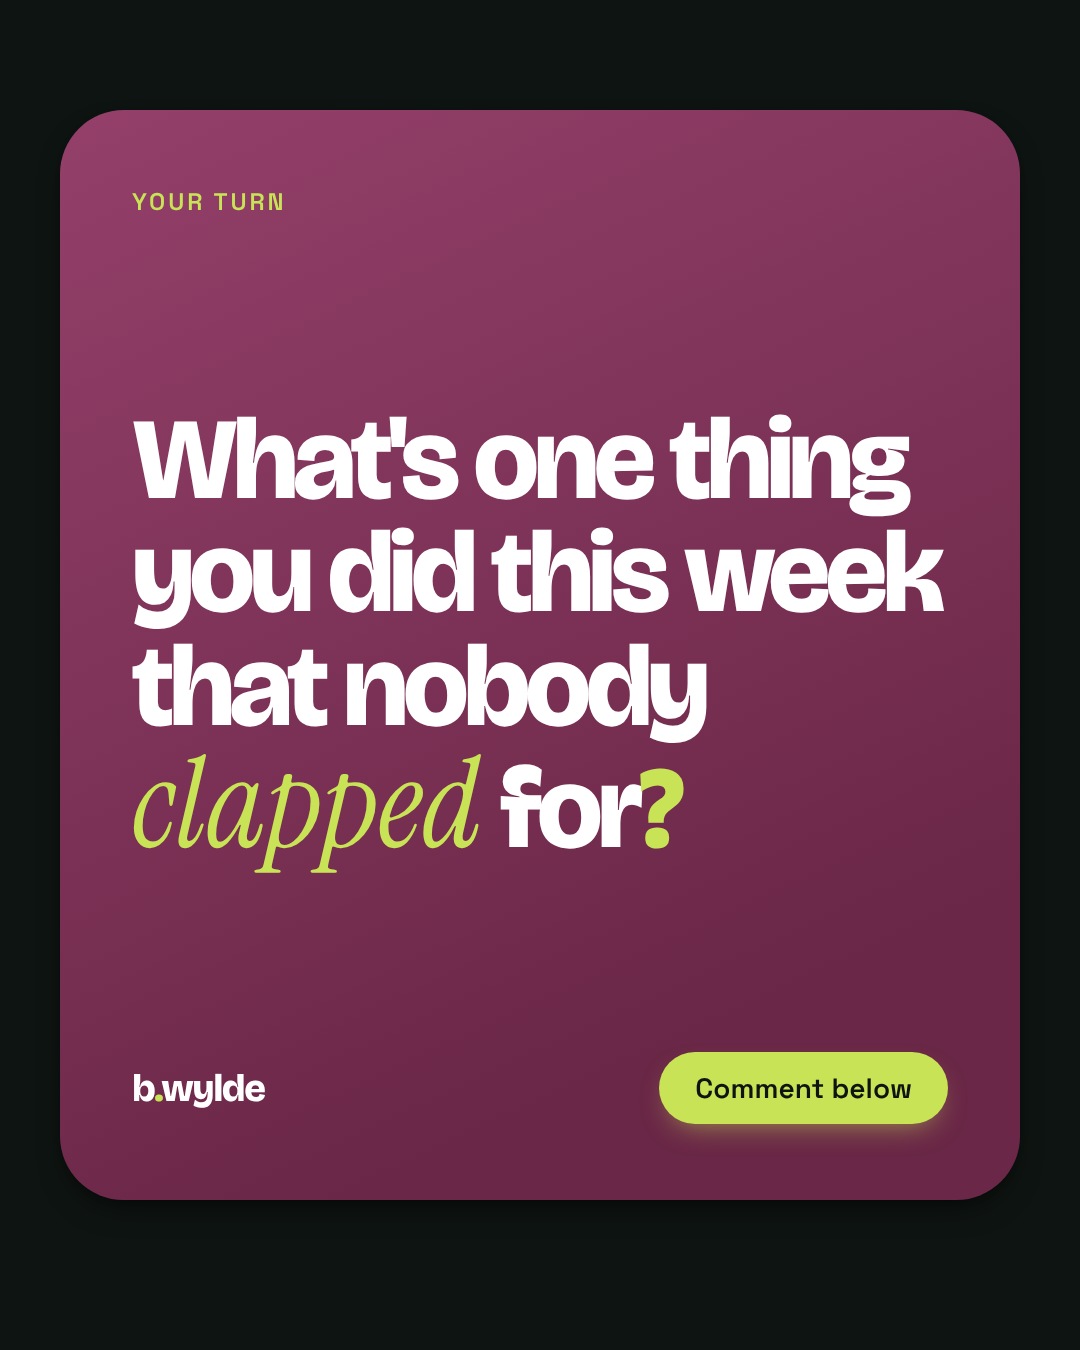 YOUR TURN
What's one thing
you did this week
that nobody
clapped for?
b.wylde
Comment below